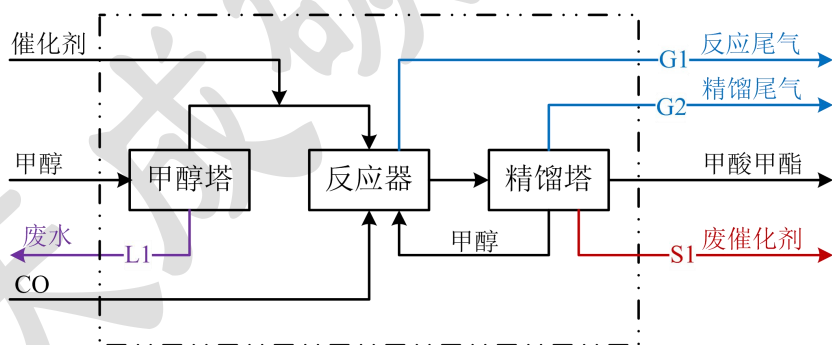 催化剂
G1 反应尾气
G2 精馏尾气
甲醇
甲醇塔
反应器
精馏塔
甲酸甲酯
废水
L1
甲醇
S1 废催化剂
CO